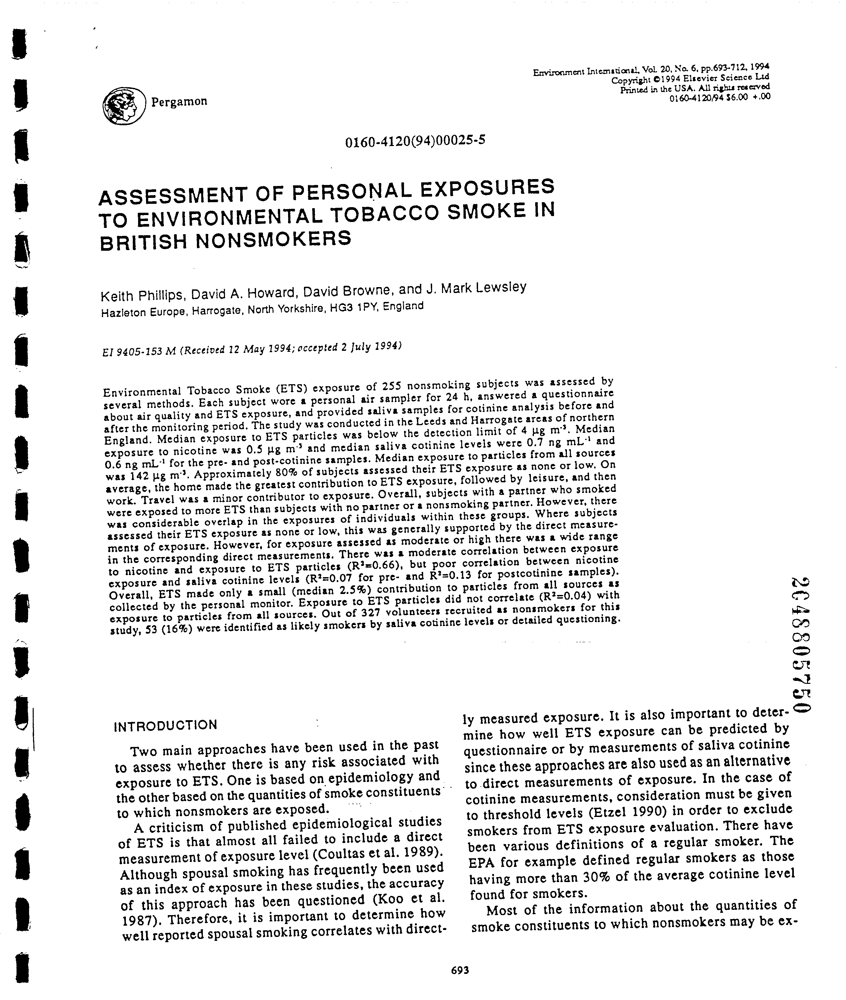 Environment International, Vol. 20, No. 6, pp.693-712, 1994
Copyright ©1994 Elsevier Science Ltd
Printed in the USA. All rights reserved
0160-4120/94 $6.00 +.00
Pergamon
0160-4120(94)00025-5
ASSESSMENT OF PERSONAL EXPOSURES
TO ENVIRONMENTAL TOBACCO SMOKE IN
BRITISH NONSMOKERS
Keith Phillips, David A. Howard, David Browne, and J. Mark Lewsley
Hazleton Europe, Harrogate, North Yorkshire, HG3 1PY, England
EI 9405-153 M (Received 12 May 1994; accepted 2 July 1994)
Environmental Tobacco Smoke (ETS) exposure of 255 nonsmoking subjects was assessed by
several methods. Each subject wore a personal air sampler for 24 h, answered a questionnaire
about air quality and ETS exposure, and provided saliva samples for cotinine analysis before and
after the monitoring period. The study was conducted in the Leeds and Harrogate areas of northern
England. Median exposure to ETS particles was below the detection limit of 4 µg m⁻³. Median
exposure to nicotine was 0.5 µg m⁻³ and median saliva cotinine levels were 0.7 ng mL⁻¹ and
0.6 ng mL⁻¹ for the pre- and post-cotinine samples. Median exposure to particles from all sources
was 142 µg m⁻³. Approximately 80% of subjects assessed their ETS exposure as none or low. On
average, the home made the greatest contribution to ETS exposure, followed by leisure, and then
work. Travel was a minor contributor to exposure. Overall, subjects with a partner who smoked
were exposed to more ETS than subjects with no partner or a nonsmoking partner. However, there
was considerable overlap in the exposures of individuals within these groups. Where subjects
assessed their ETS exposure as none or low, this was generally supported by the direct measure-
ments of exposure. However, for exposure assessed as moderate or high there was a wide range
in the corresponding direct measurements. There was a moderate correlation between exposure
to nicotine and exposure to ETS particles (R²=0.66), but poor correlation between nicotine
exposure and saliva cotinine levels (R²=0.07 for pre- and R²=0.13 for postcotinine samples).
Overall, ETS made only a small (median 2.5%) contribution to particles from all sources as
collected by the personal monitor. Exposure to ETS particles did not correlate (R²=0.04) with
exposure to particles from all sources. Out of 327 volunteers recruited as nonsmokers for this
study, 53 (16%) were identified as likely smokers by saliva cotinine levels or detailed questioning.
INTRODUCTION
Two main approaches have been used in the past
to assess whether there is any risk associated with
exposure to ETS. One is based on epidemiology and
the other based on the quantities of smoke constituents
to which nonsmokers are exposed.
A criticism of published epidemiological studies
of ETS is that almost all failed to include a direct
measurement of exposure level (Coultas et al. 1989).
Although spousal smoking has frequently been used
as an index of exposure in these studies, the accuracy
of this approach has been questioned (Koo et al.
1987). Therefore, it is important to determine how
well reported spousal smoking correlates with direct-
ly measured exposure. It is also important to deter-
mine how well ETS exposure can be predicted by
questionnaire or by measurements of saliva cotinine
since these approaches are also used as an alternative
to direct measurements of exposure. In the case of
cotinine measurements, consideration must be given
to threshold levels (Etzel 1990) in order to exclude
smokers from ETS exposure evaluation. There have
been various definitions of a regular smoker. The
EPA for example defined regular smokers as those
having more than 30% of the average cotinine level
found for smokers.
Most of the information about the quantities of
smoke constituents to which nonsmokers may be ex-
693
2048805750